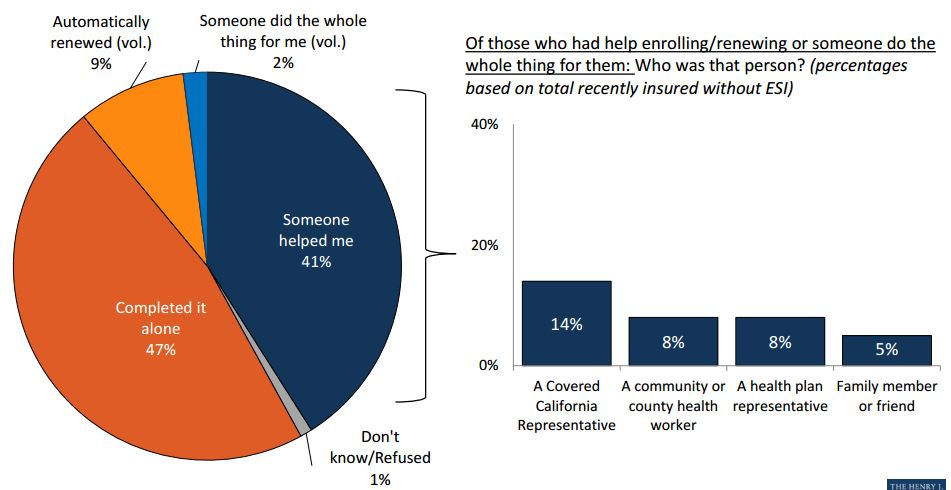 Automatically
renewed (vol.)
9%
Someone did the whole
thing for me (vol.)
2%
Someone
helped me
41%
Completed it
alone
47%
Don't
know/Refused
1%
Of those who had help enrolling/renewing or someone do the
whole thing for them: Who was that person? (percentages
based on total recently insured without ESI)
40%
20%
0%
14%
8%
8%
5%
A Covered
California
Representative
A community or
county health
worker
A health plan
representative
Family member
or friend
THE HENRY J.